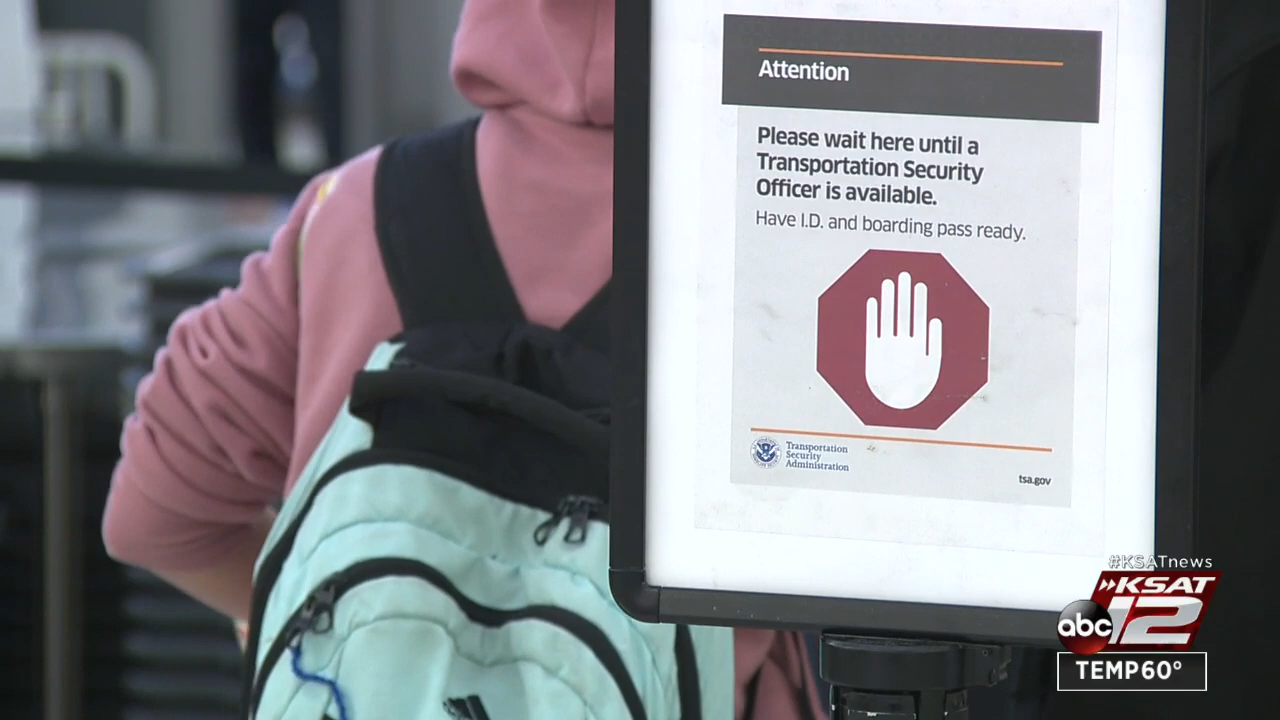 Attention
Please wait here until a
Transportation Security
Officer is available.
Have I.D. and boarding pass ready.
Transportation
Security
Administration
tsa.gov
#KSATnews
KSAT
abc 12
TEMP60°